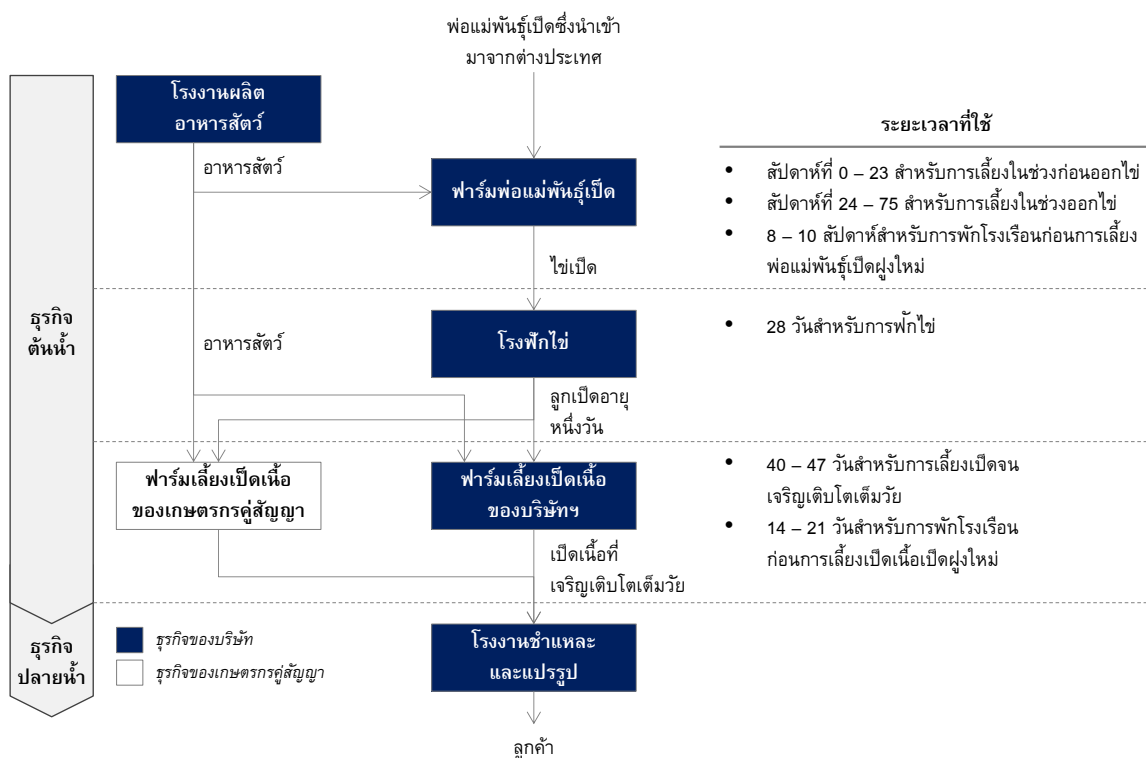 พ่อแม่พันธุ์เป็ดซึ่งนำเข้า
มาจากต่างประเทศ
โรงงานผลิต
อาหารสัตว์
ระยะเวลาที่ใช้
อาหารสัตว์
ฟาร์มพ่อแม่พันธุ์เป็ด
• สัปดาห์ที่ 0 – 23 สำหรับการเลี้ยงในช่วงก่อนออกไข่
• สัปดาห์ที่ 24 – 75 สำหรับการเลี้ยงในช่วงออกไข่
• 8 – 10 สัปดาห์สำหรับการพักโรงเรือนก่อนการเลี้ยง
พ่อแม่พันธุ์เป็ดฝูงใหม่
ไข่เป็ด
ธุรกิจ
ต้นน้ำ
อาหารสัตว์
โรงฟักไข่
• 28 วันสำหรับการฟักไข่
ลูกเป็ดอายุ
หนึ่งวัน
ฟาร์มเลี้ยงเป็ดเนื้อ
ของเกษตรกรคู่สัญญา
ฟาร์มเลี้ยงเป็ดเนื้อ
ของบริษัทฯ
• 40 – 47 วันสำหรับการเลี้ยงเป็ดจน
เจริญเติบโตเต็มวัย
• 14 – 21 วันสำหรับการพักโรงเรือน
ก่อนการเลี้ยงเป็ดเนื้อเป็ดฝูงใหม่
เป็ดเนื้อที่
เจริญเติบโตเต็มวัย
ธุรกิจ
ปลายน้ำ
ธุรกิจของบริษัท
ธุรกิจของเกษตรกรคู่สัญญา
โรงงานชำแหละ
และแปรรูป
ลูกค้า